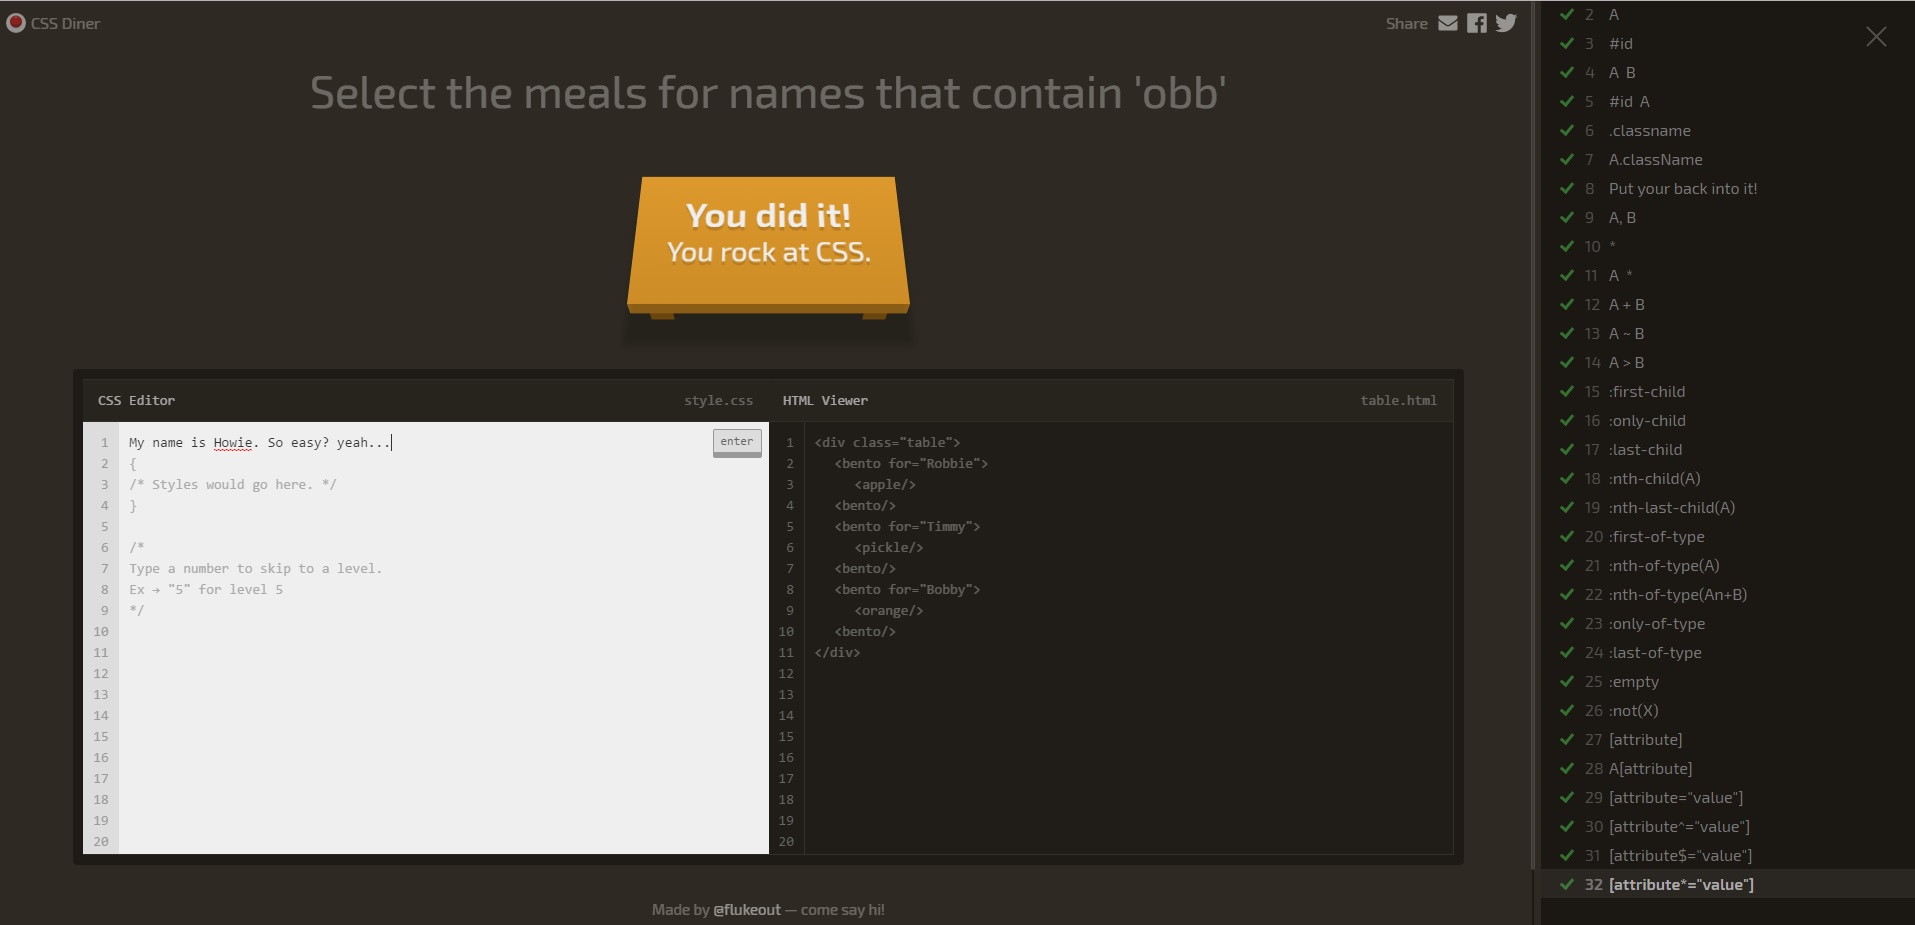 CSS Diner
Share
Select the meals for names that contain 'obb'
You did it!
You rock at CSS.
CSS Editor
style.css
1 My name is Howie. So easy? yeah...
enter
2 {
3 /* Styles would go here. */
4 }
5
6 /*
7 Type a number to skip to a level.
8 Ex → "5" for level 5
9 */
10
11
12
13
14
15
16
17
18
19
20
HTML Viewer
table.html
1 <div class="table">
2 <bento for="Robbie">
3 <apple/>
4 <bento/>
5 <bento for="Timmy">
6 <pickle/>
7 <bento/>
8 <bento for="Bobby">
9 <orange/>
10 <bento/>
11 </div>
12
13
14
15
16
17
18
19
20
Made by @flukeout — come say hi!
2 A
3 #id
4 A B
5 #id A
6 .classname
7 A.className
8 Put your back into it!
9 A, B
10 *
11 A *
12 A + B
13 A ~ B
14 A > B
15 :first-child
16 :only-child
17 :last-child
18 :nth-child(A)
19 :nth-last-child(A)
20 :first-of-type
21 :nth-of-type(A)
22 :nth-of-type(An+B)
23 :only-of-type
24 :last-of-type
25 :empty
26 :not(X)
27 [attribute]
28 A[attribute]
29 [attribute="value"]
30 [attribute^="value"]
31 [attribute$="value"]
32 [attribute*="value"]